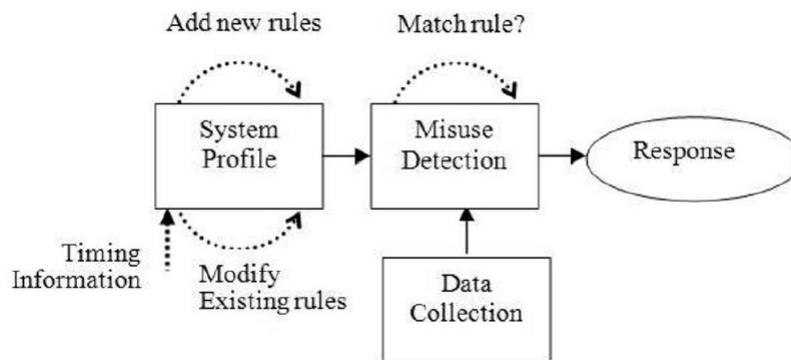 Add new rules
Match rule?
System
Profile
Misuse
Detection
Response
Timing
Information
Modify
Existing rules
Data
Collection